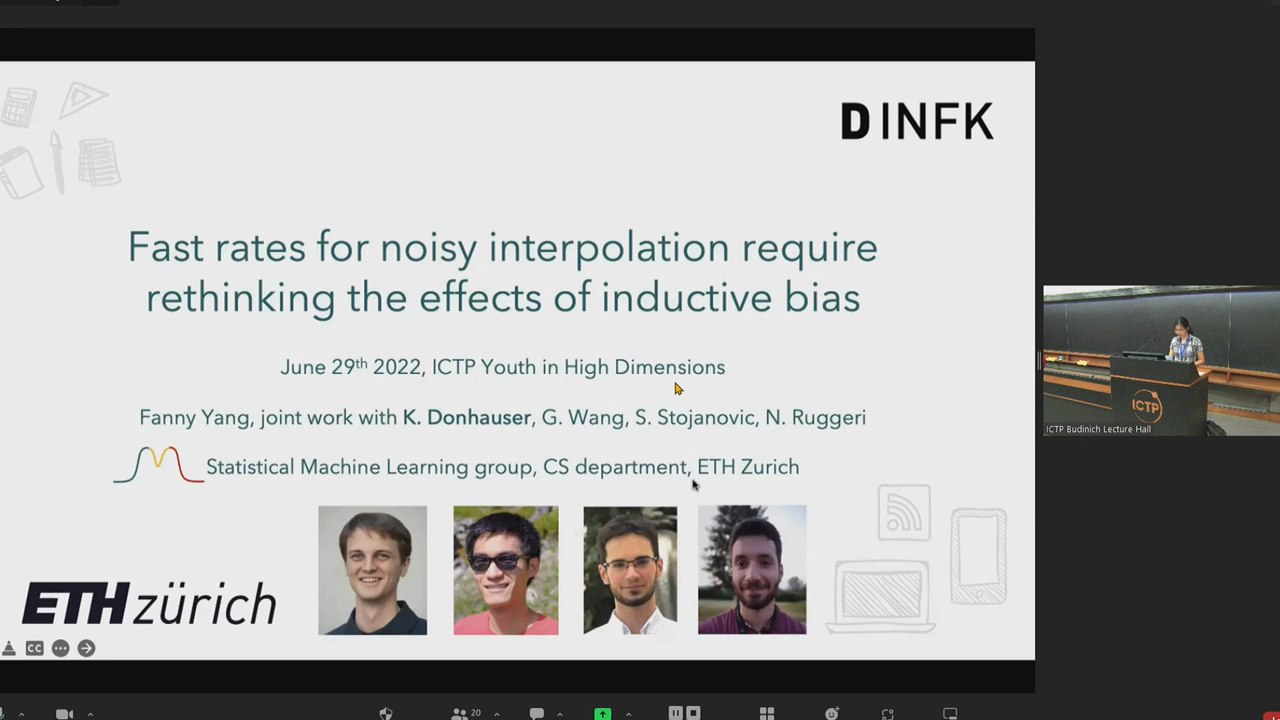 D INFK
Fast rates for noisy interpolation require
rethinking the effects of inductive bias
June 29th 2022, ICTP Youth in High Dimensions
Fanny Yang, joint work with K. Donhauser, G. Wang, S. Stojanovic, N. Ruggeri
Statistical Machine Learning group, CS department, ETH Zurich
ETH zürich
CC
ICTP
ICTP Budinich Lecture Hall
20